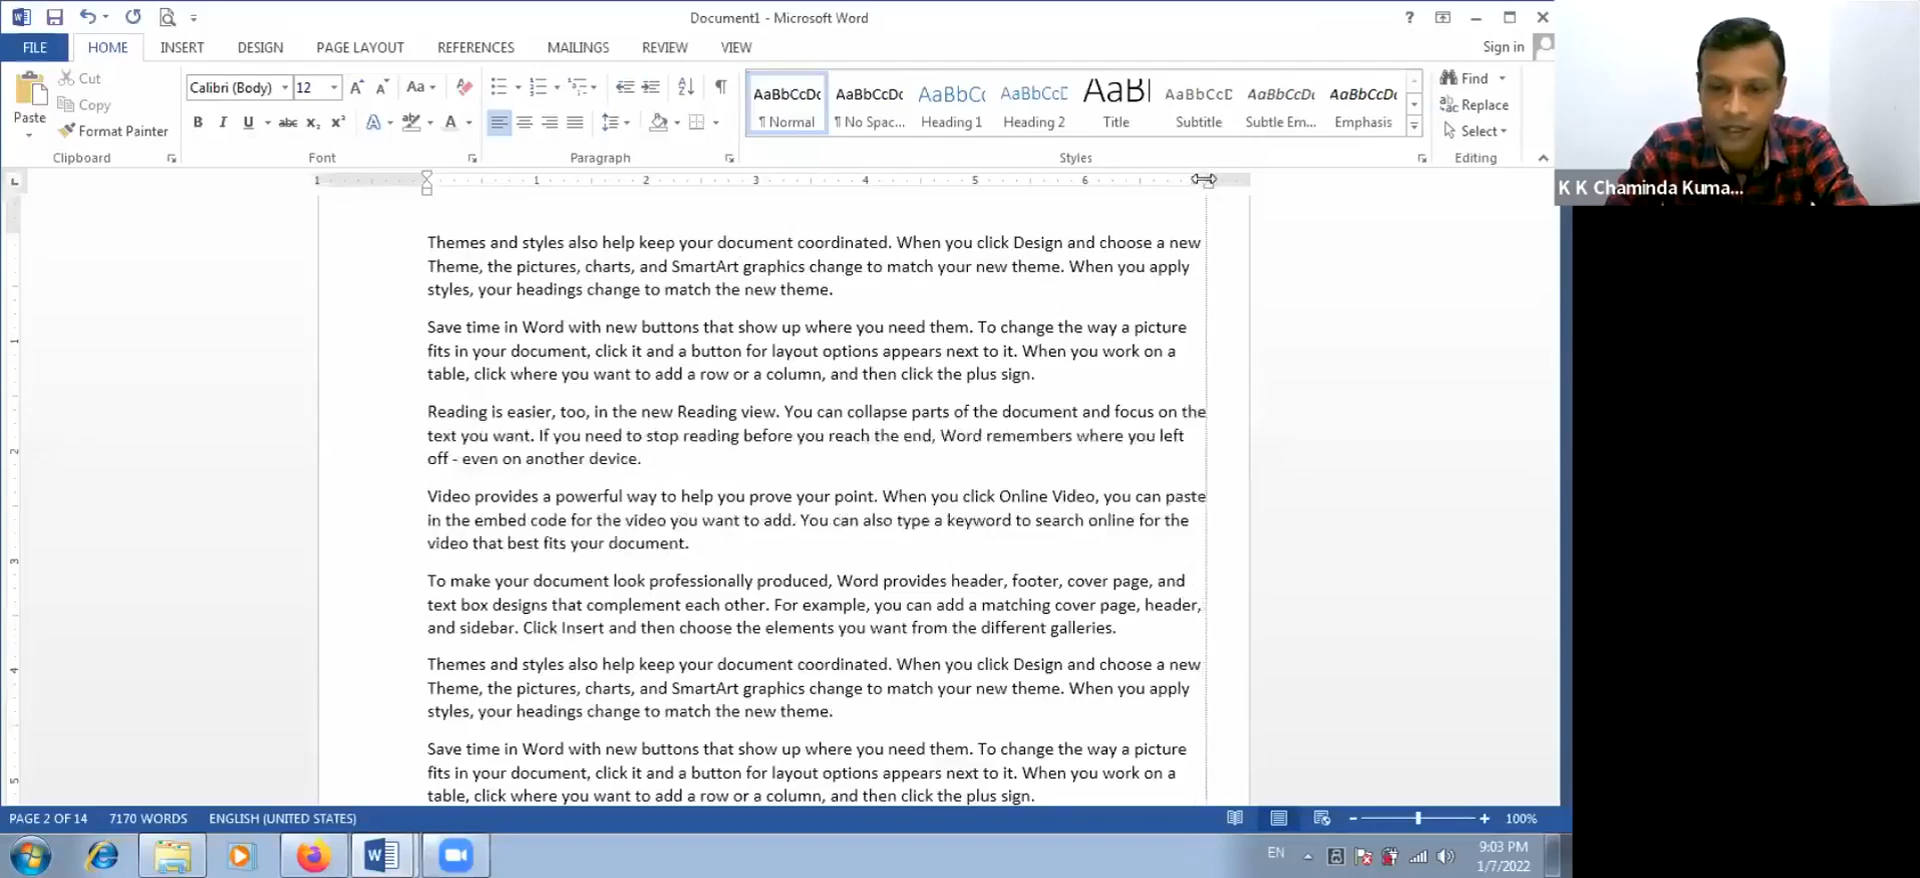 Document1 - Microsoft Word
?
FILE HOME INSERT DESIGN PAGE LAYOUT REFERENCES MAILINGS REVIEW VIEW
Sign in
Paste
Cut
Copy
Format Painter
Clipboard
Calibri (Body) 12
Aa
B I U abc x₂ x²
Font
Paragraph
AaBbCcDc AaBbCcDc AaBbCc AaBbCcD AaBl AaBbCcD AaBbCcDc AaBbCcDc
¶ Normal ¶ No Spac... Heading 1 Heading 2 Title Subtitle Subtle Em... Emphasis
Styles
Find
Replace
Select
Editing
K K Chaminda Kuma...
1 1 2 3 4 5 6
Themes and styles also help keep your document coordinated. When you click Design and choose a new
Theme, the pictures, charts, and SmartArt graphics change to match your new theme. When you apply
styles, your headings change to match the new theme.
Save time in Word with new buttons that show up where you need them. To change the way a picture
fits in your document, click it and a button for layout options appears next to it. When you work on a
table, click where you want to add a row or a column, and then click the plus sign.
Reading is easier, too, in the new Reading view. You can collapse parts of the document and focus on the
text you want. If you need to stop reading before you reach the end, Word remembers where you left
off - even on another device.
Video provides a powerful way to help you prove your point. When you click Online Video, you can paste
in the embed code for the video you want to add. You can also type a keyword to search online for the
video that best fits your document.
To make your document look professionally produced, Word provides header, footer, cover page, and
text box designs that complement each other. For example, you can add a matching cover page, header,
and sidebar. Click Insert and then choose the elements you want from the different galleries.
Themes and styles also help keep your document coordinated. When you click Design and choose a new
Theme, the pictures, charts, and SmartArt graphics change to match your new theme. When you apply
styles, your headings change to match the new theme.
Save time in Word with new buttons that show up where you need them. To change the way a picture
fits in your document, click it and a button for layout options appears next to it. When you work on a
table, click where you want to add a row or a column, and then click the plus sign.
1
2
3
4
5
PAGE 2 OF 14 7170 WORDS ENGLISH (UNITED STATES) 100%
EN
9:03 PM
1/7/2022